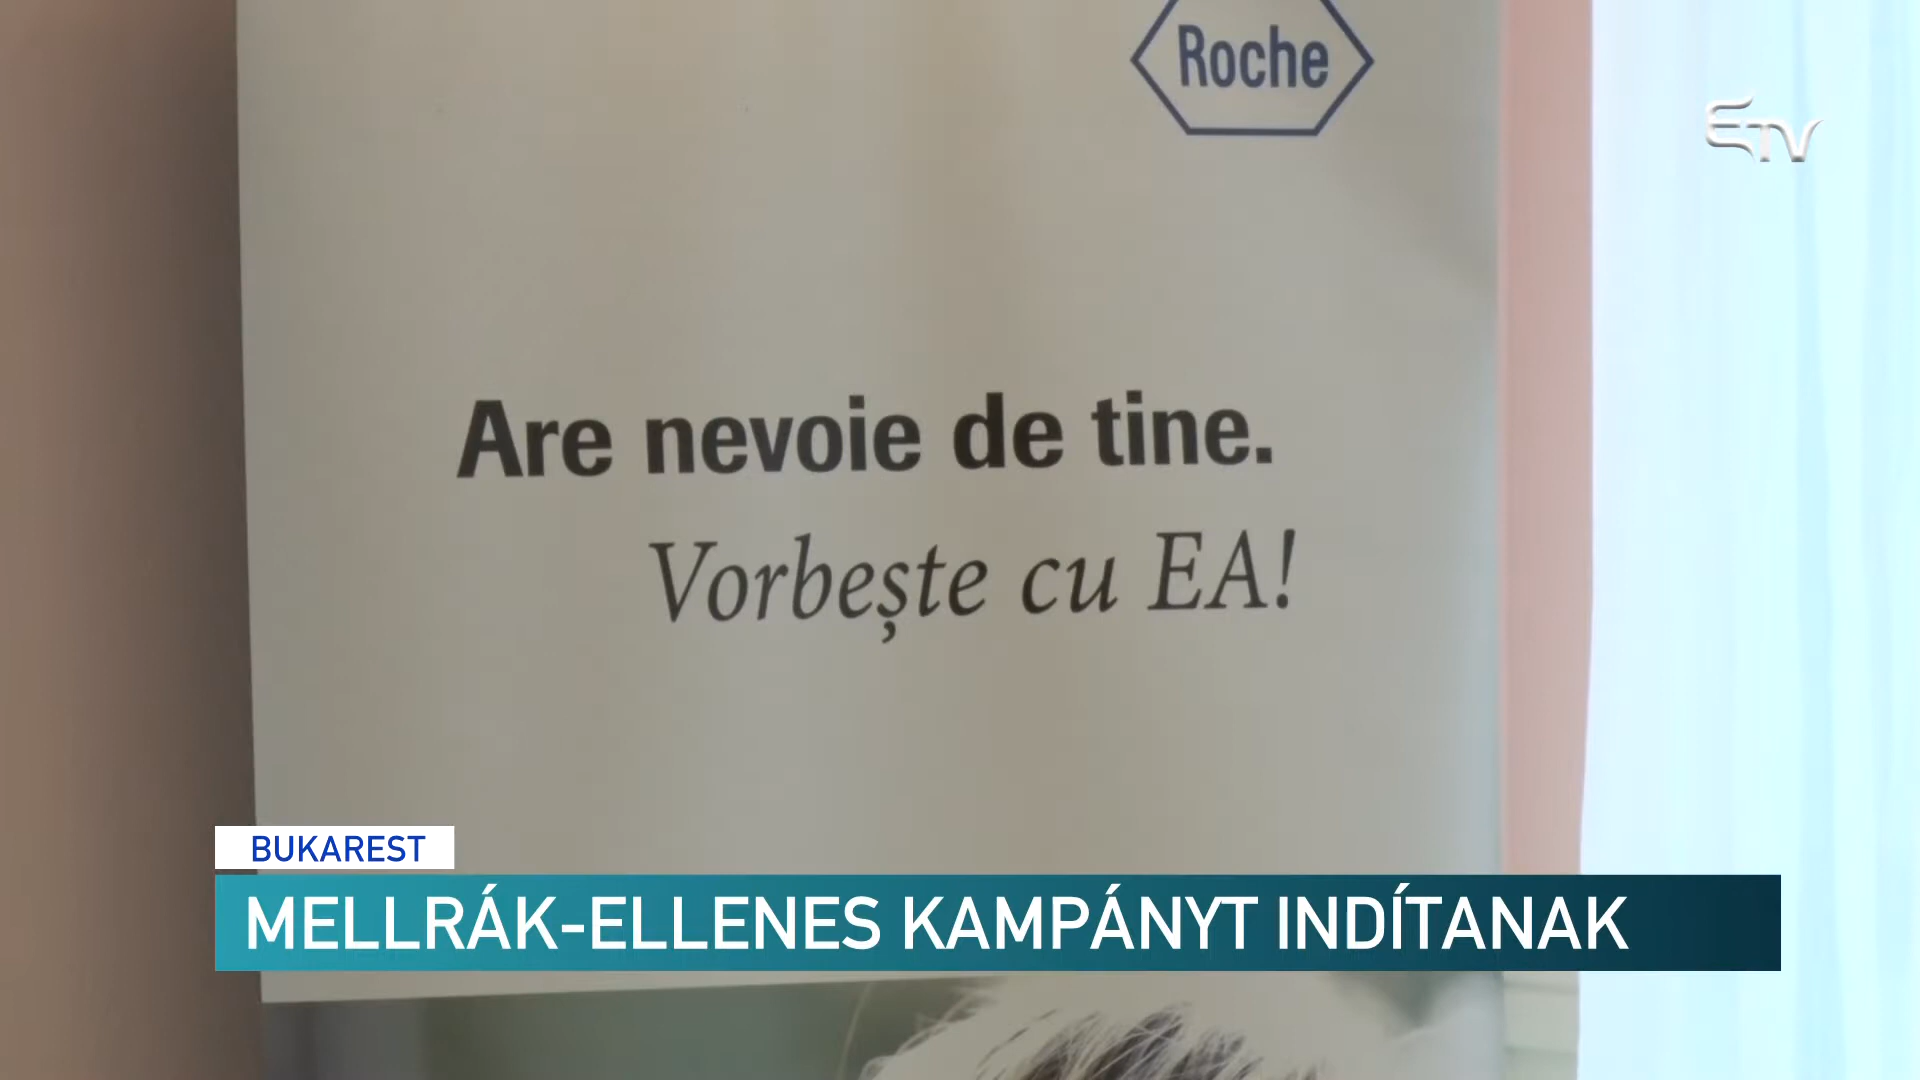 Roche
ETV
Are nevoie de tine.
Vorbește cu EA!
BUKAREST
MELLRÁK-ELLENES KAMPÁNYT INDÍTANAK